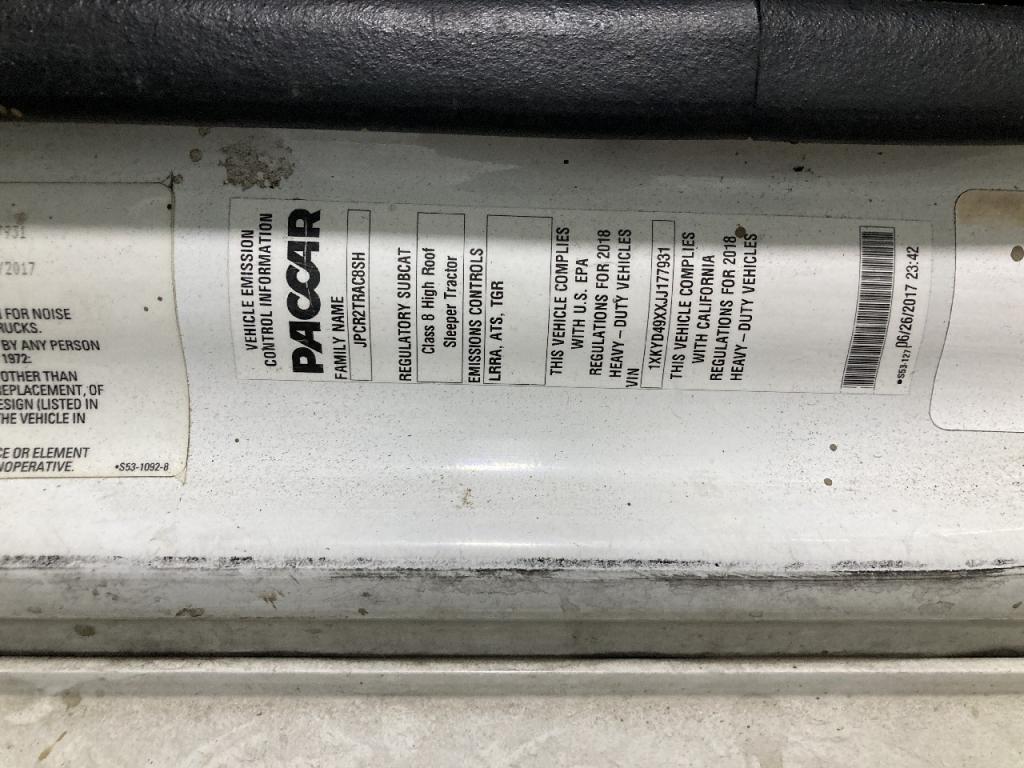 7931
/2017
FOR NOISE
RUCKS.
BY ANY PERSON
1972:
OTHER THAN
REPLACEMENT, OF
ESIGN (LISTED IN
THE VEHICLE IN
CE OR ELEMENT
NOPERATIVE.
•S53-1092-8
VEHICLE EMISSION
CONTROL INFORMATION
PACCAR
FAMILY NAME
JPCR2TRAC8SH
REGULATORY SUBCAT
Class 8 High Roof
Sleeper Tractor
EMISSIONS CONTROLS
LRRA, ATS, TGR
THIS VEHICLE COMPLIES
WITH U.S. EPA
REGULATIONS FOR 2018
HEAVY-DUTY VEHICLES
VIN
1XKYD49XXJJ177931
THIS VEHICLE COMPLIES
WITH CALIFORNIA
REGULATIONS FOR 2018
HEAVY-DUTY VEHICLES
•S53-127 06/26/2017 23:42